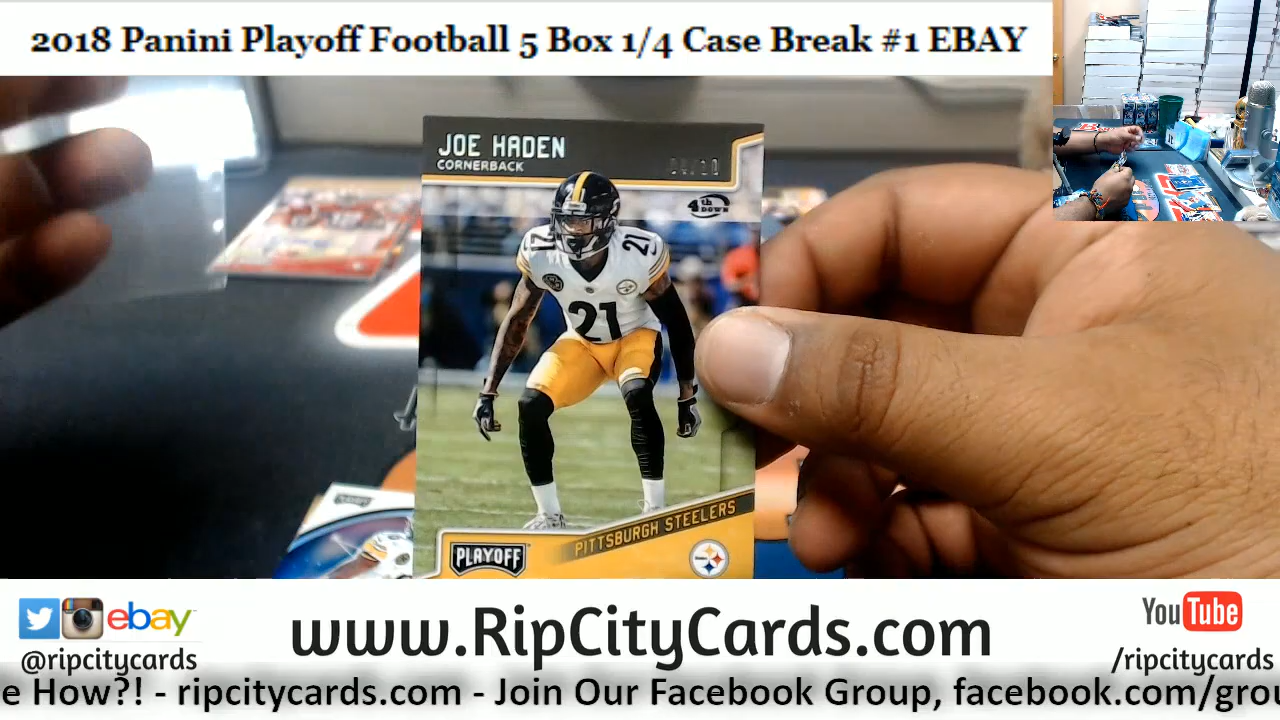 2018 Panini Playoff Football 5 Box 1/4 Case Break #1 EBAY
JOE HADEN
CORNERBACK
4th
DOWN
21
21
21
PITTSBURGH STEELERS
PLAYOFF
ebay
www.RipCityCards.com
YouTube
@ripcitycards
/ripcitycards
e How?! - ripcitycards.com - Join Our Facebook Group, facebook.com/grou